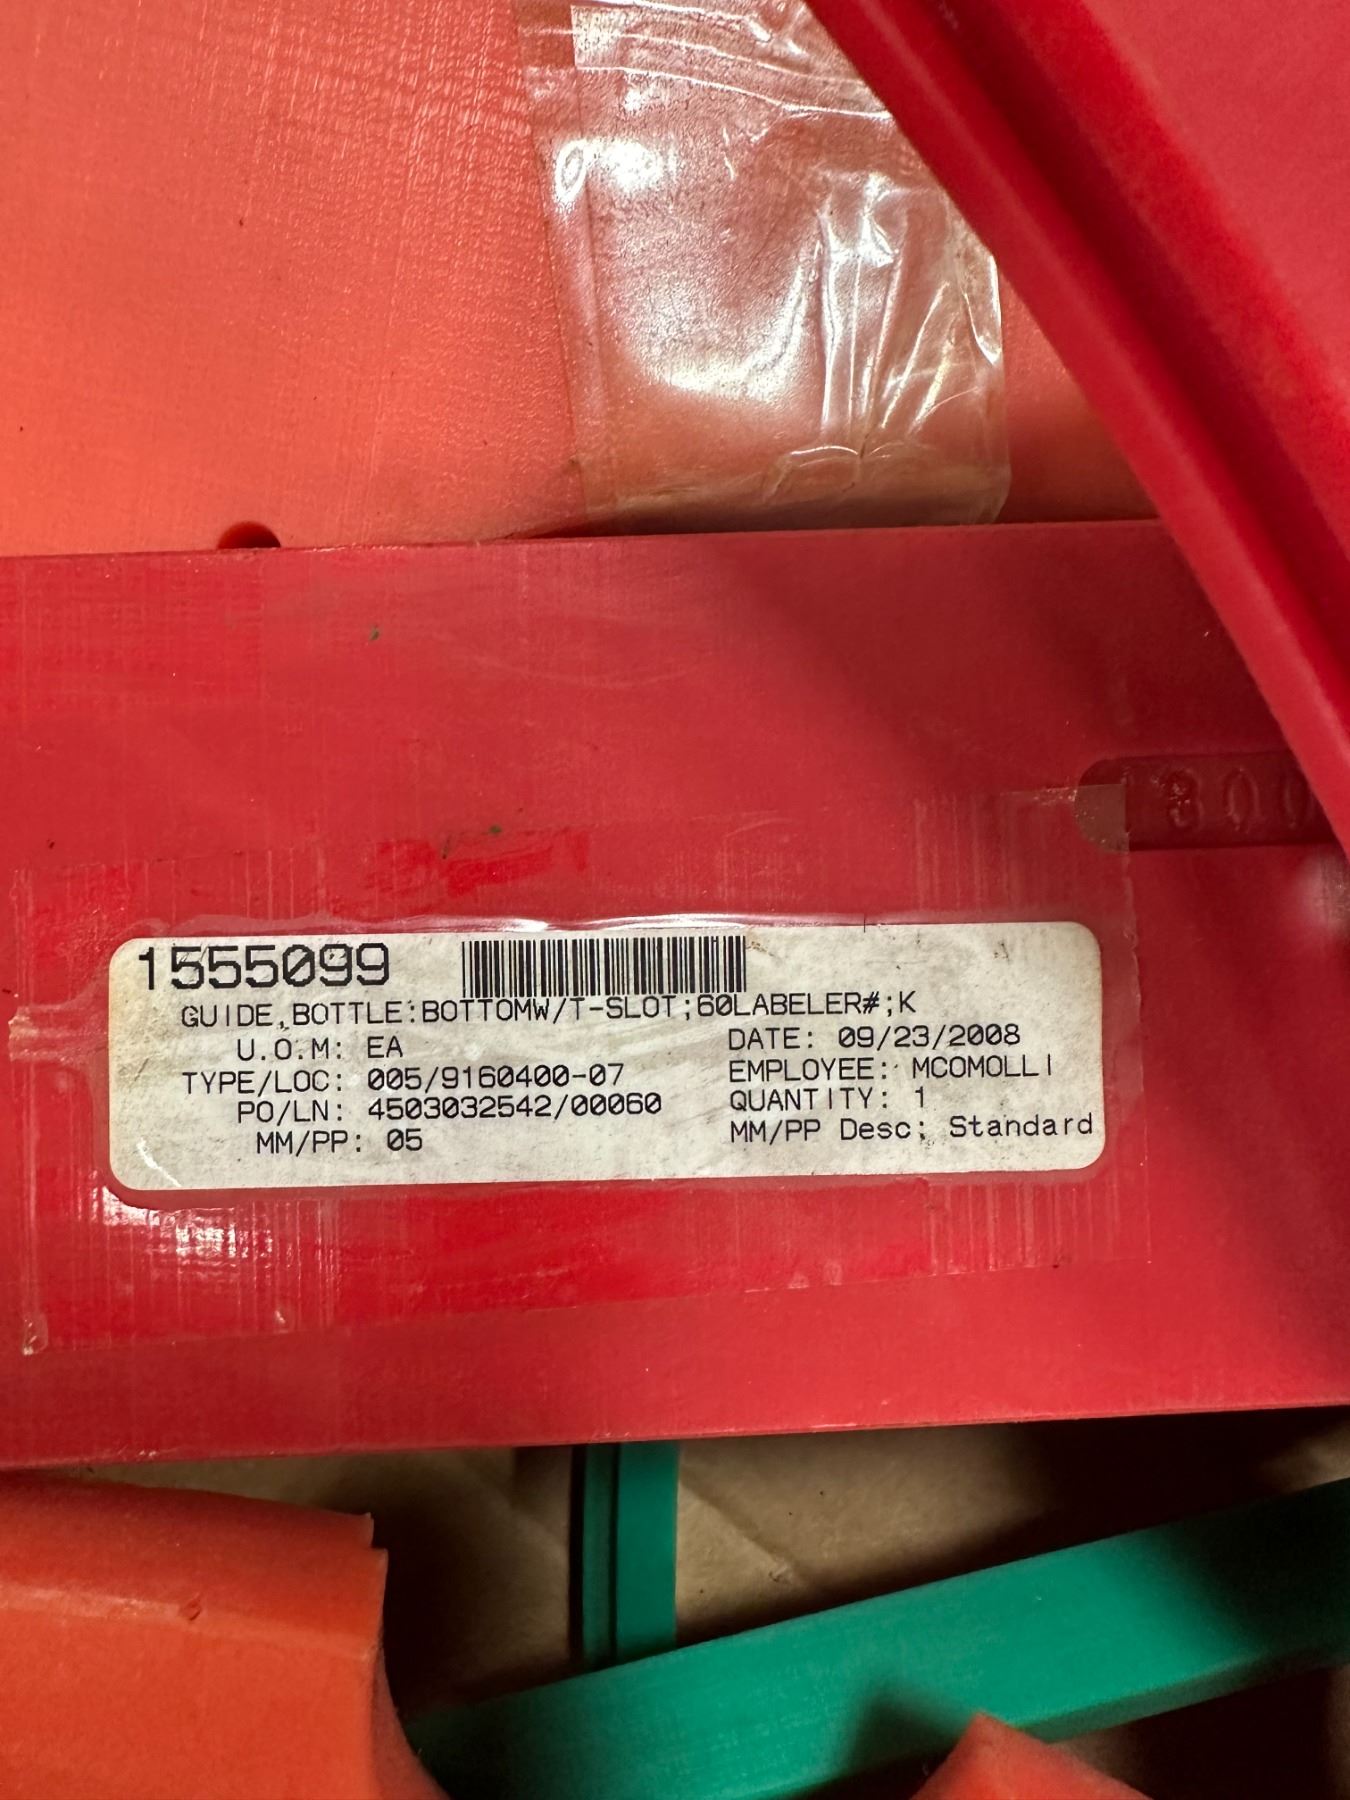 300
1555099
GUIDE,BOTTLE:BOTTOMW/T-SLOT;60LABELER#;K
U.O.M: EA
DATE: 09/23/2008
TYPE/LOC: 005/9160400-07
EMPLOYEE: MCOMOLLI
PO/LN: 4503032542/00060
QUANTITY: 1
MM/PP: 05
MM/PP Desc: Standard